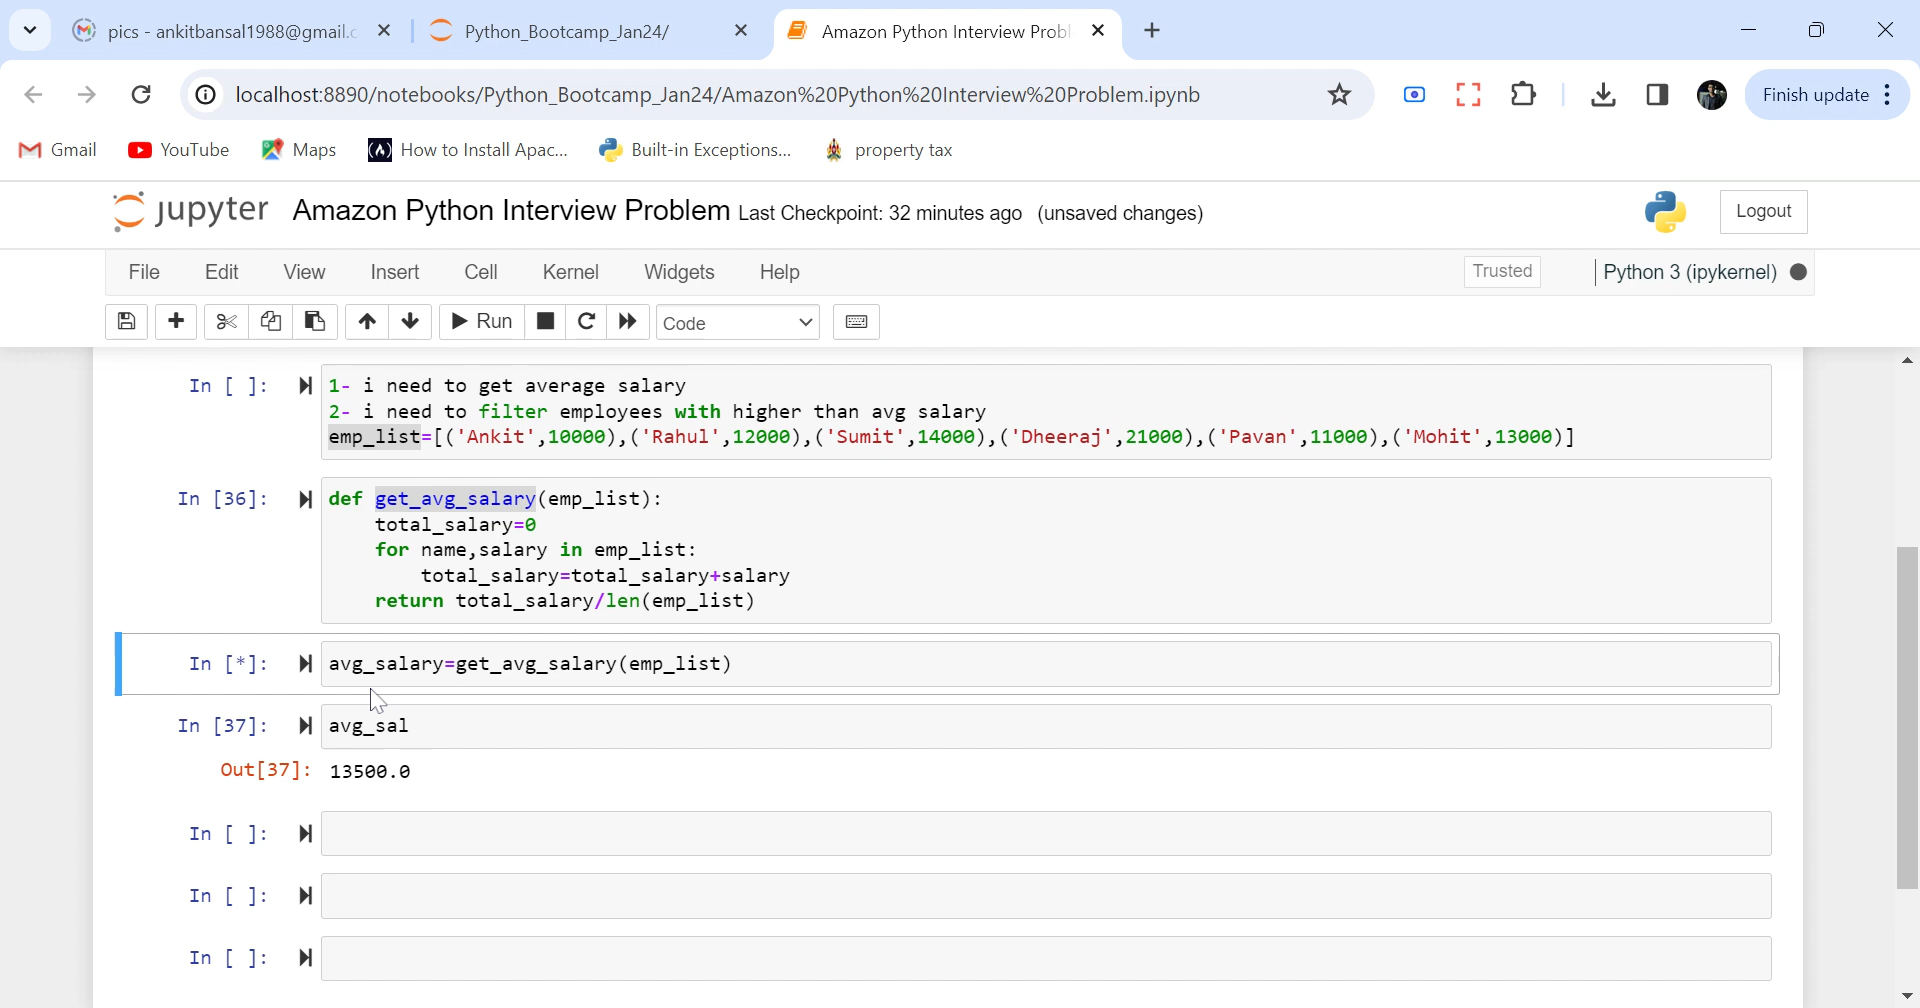 pics - ankitbansal1988@gmail.c
Python_Bootcamp_Jan24/
Amazon Python Interview Probl
localhost:8890/notebooks/Python_Bootcamp_Jan24/Amazon%20Python%20Interview%20Problem.ipynb
Finish update
Gmail YouTube Maps How to Install Apac... Built-in Exceptions... property tax
jupyter Amazon Python Interview Problem Last Checkpoint: 32 minutes ago (unsaved changes) Logout
File Edit View Insert Cell Kernel Widgets Help Trusted Python 3 (ipykernel)
Run Code
In [ ]: 1- i need to get average salary
2- i need to filter employees with higher than avg salary
emp_list=[('Ankit',10000),('Rahul',12000),('Sumit',14000),('Dheeraj',21000),('Pavan',11000),('Mohit',13000)]
In [36]: def get_avg_salary(emp_list):
total_salary=0
for name,salary in emp_list:
total_salary=total_salary+salary
return total_salary/len(emp_list)
In [*]: avg_salary=get_avg_salary(emp_list)
In [37]: avg_sal
Out[37]: 13500.0
In [ ]:
In [ ]:
In [ ]: